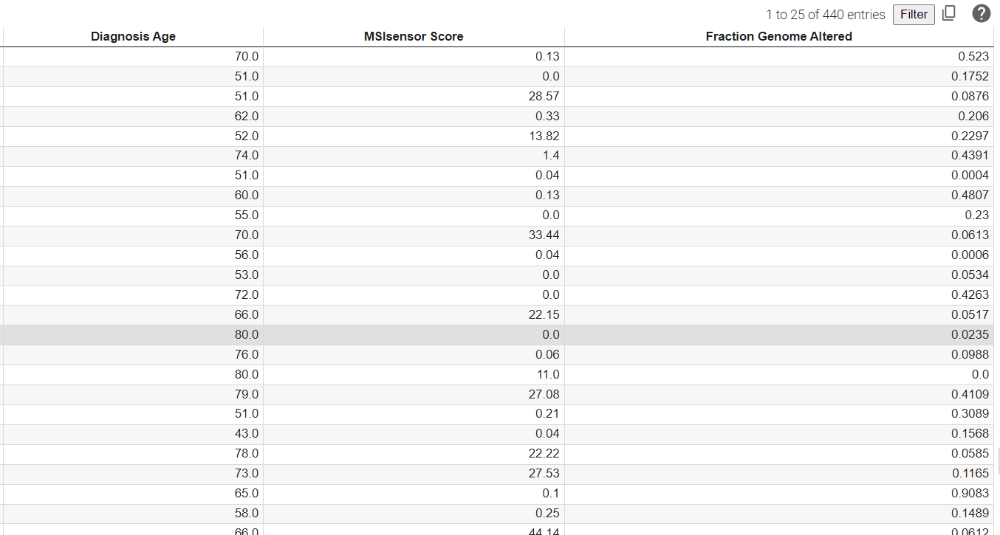 1 to 25 of 440 entries Filter ?
Diagnosis Age MSIsensor Score Fraction Genome Altered
70.0 0.13 0.523
51.0 0.0 0.1752
51.0 28.57 0.0876
62.0 0.33 0.206
52.0 13.82 0.2297
74.0 1.4 0.4391
51.0 0.04 0.0004
60.0 0.13 0.4807
55.0 0.0 0.23
70.0 33.44 0.0613
56.0 0.04 0.0006
53.0 0.0 0.0534
72.0 0.0 0.4263
66.0 22.15 0.0517
80.0 0.0 0.0235
76.0 0.06 0.0988
80.0 11.0 0.0
79.0 27.08 0.4109
51.0 0.21 0.3089
43.0 0.04 0.1568
78.0 22.22 0.0585
73.0 27.53 0.1165
65.0 0.1 0.9083
58.0 0.25 0.1489
66.0 44.14 0.0612